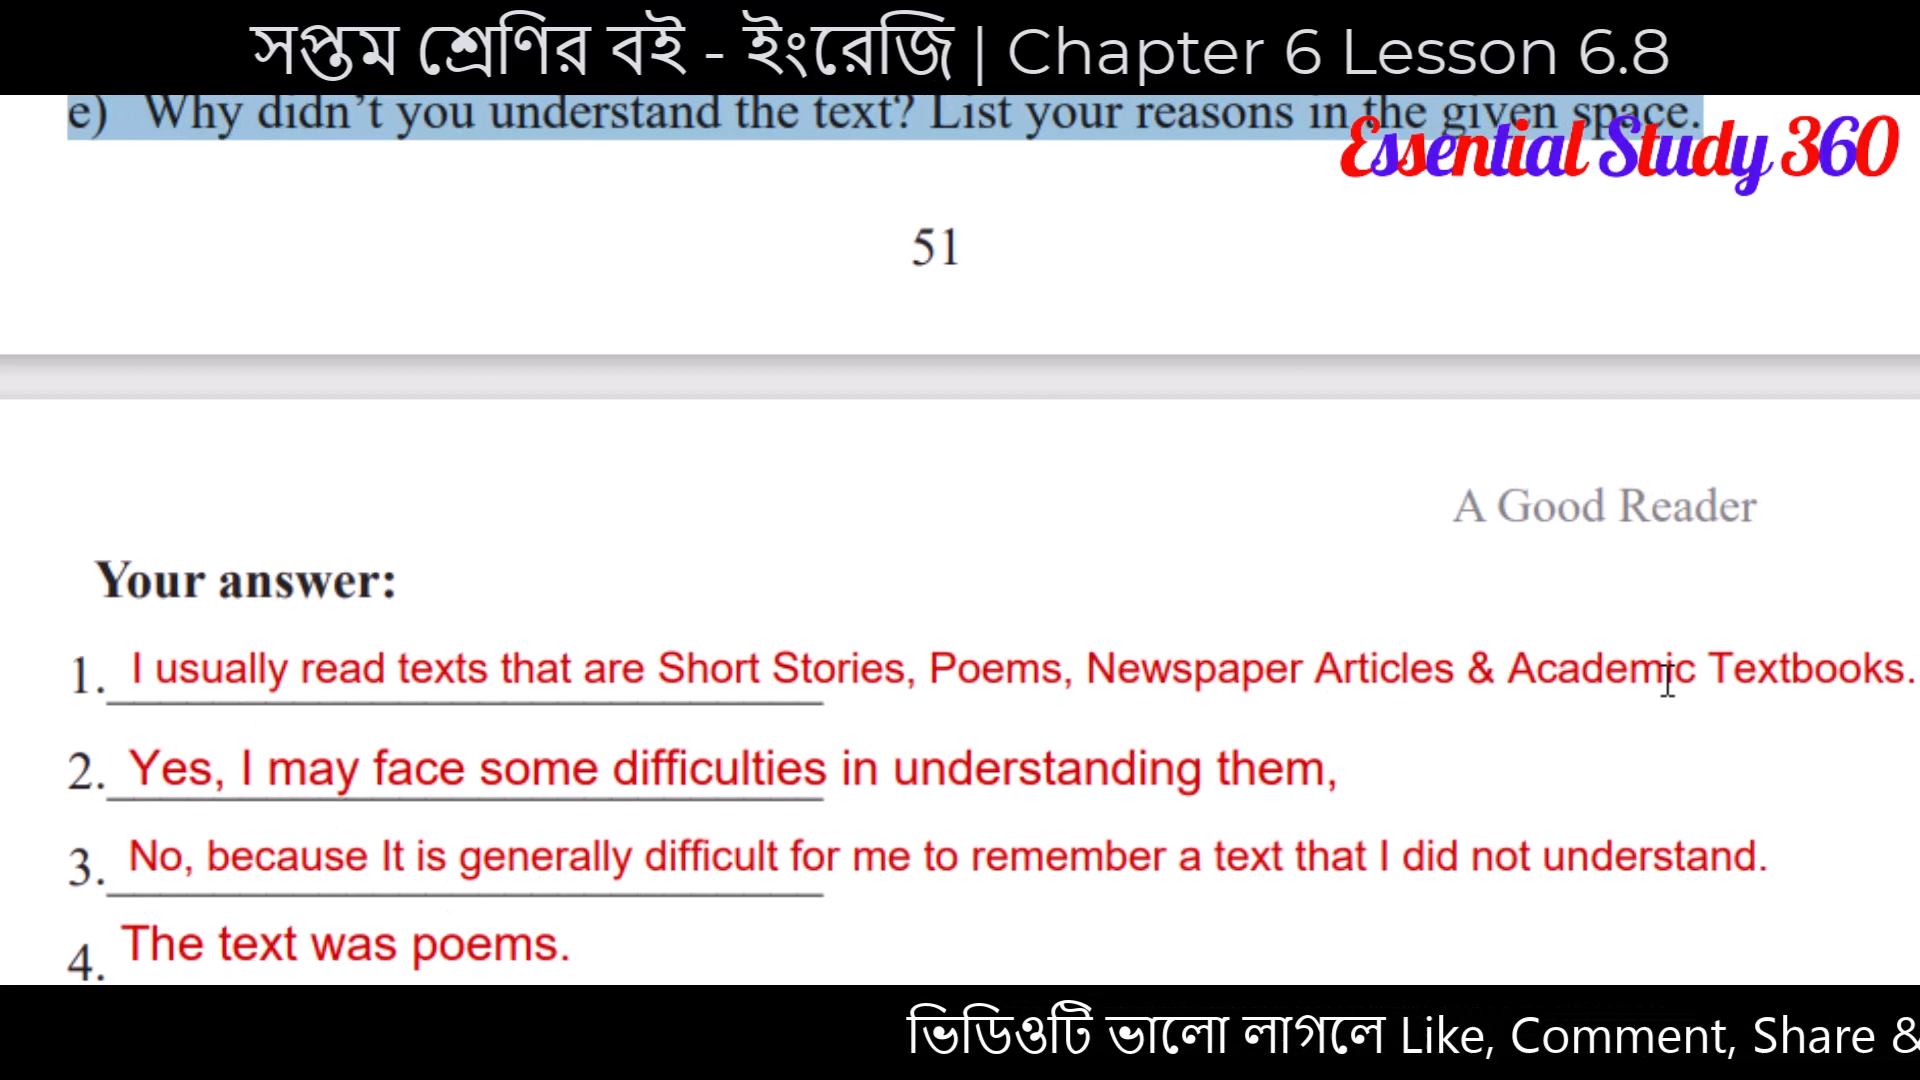 সপ্তম শ্রেণির বই - ইংরেজি | Chapter 6 Lesson 6.8
e) Why didn't you understand the text? List your reasons in the given space.
Essential Study 360
51
A Good Reader
Your answer:
1. I usually read texts that are Short Stories, Poems, Newspaper Articles & Academic Textbooks.
2. Yes, I may face some difficulties in understanding them,
3. No, because It is generally difficult for me to remember a text that I did not understand.
4. The text was poems.
ভিডিওটি ভালো লাগলে Like, Comment, Share &